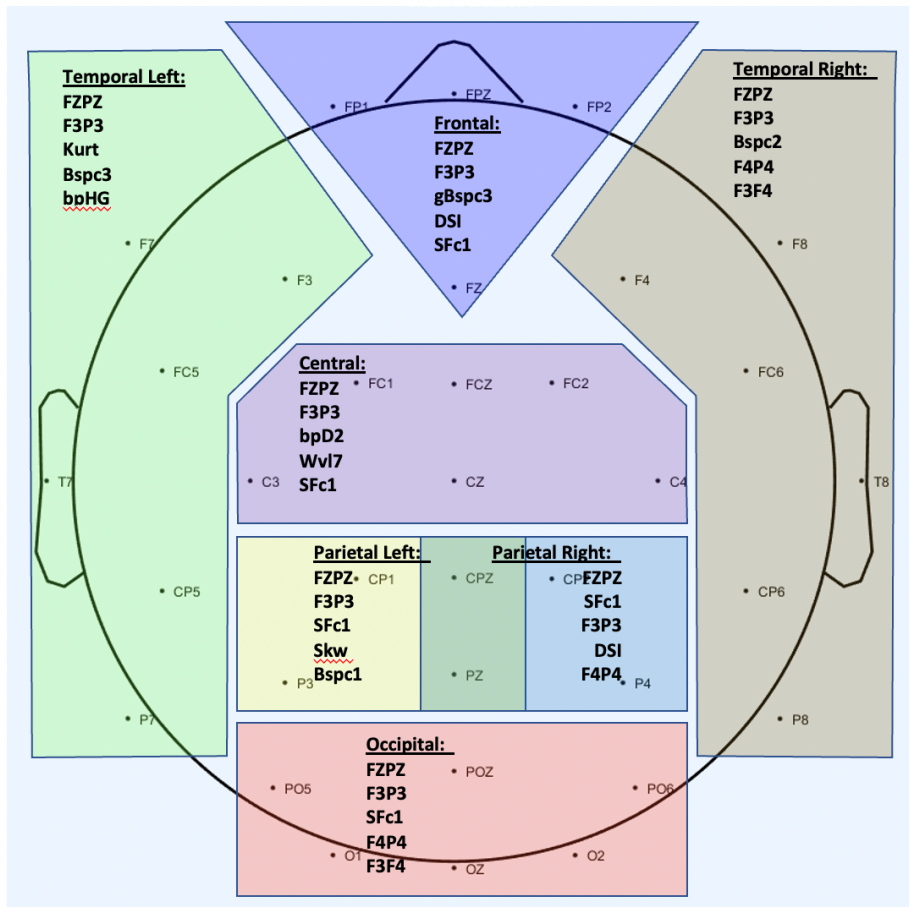 Temporal Left:
FZPZ
F3P3
Kurt
Bspc3
bpHG
Temporal Right:
FZPZ
F3P3
Bspc2
F4P4
F3F4
FP1
FPZ
FP2
Frontal:
FZPZ
F3P3
gBspc3
DSI
SFc1
F7
F3
FZ
F4
F8
Central:
FZPZ
F3P3
bpD2
Wvl7
SFc1
FC5
FC1
FCZ
FC2
FC6
T7
C3
CZ
C4
T8
Parietal Left:
FZPZ
F3P3
SFc1
Skw
Bspc1
Parietal Right:
FZPZ
SFc1
F3P3
DSI
F4P4
CP5
CP1
CPZ
CP6
P7
P3
PZ
P4
P8
Occipital:
FZPZ
F3P3
SFc1
F4P4
F3F4
PO5
POZ
PO6
O1
OZ
O2